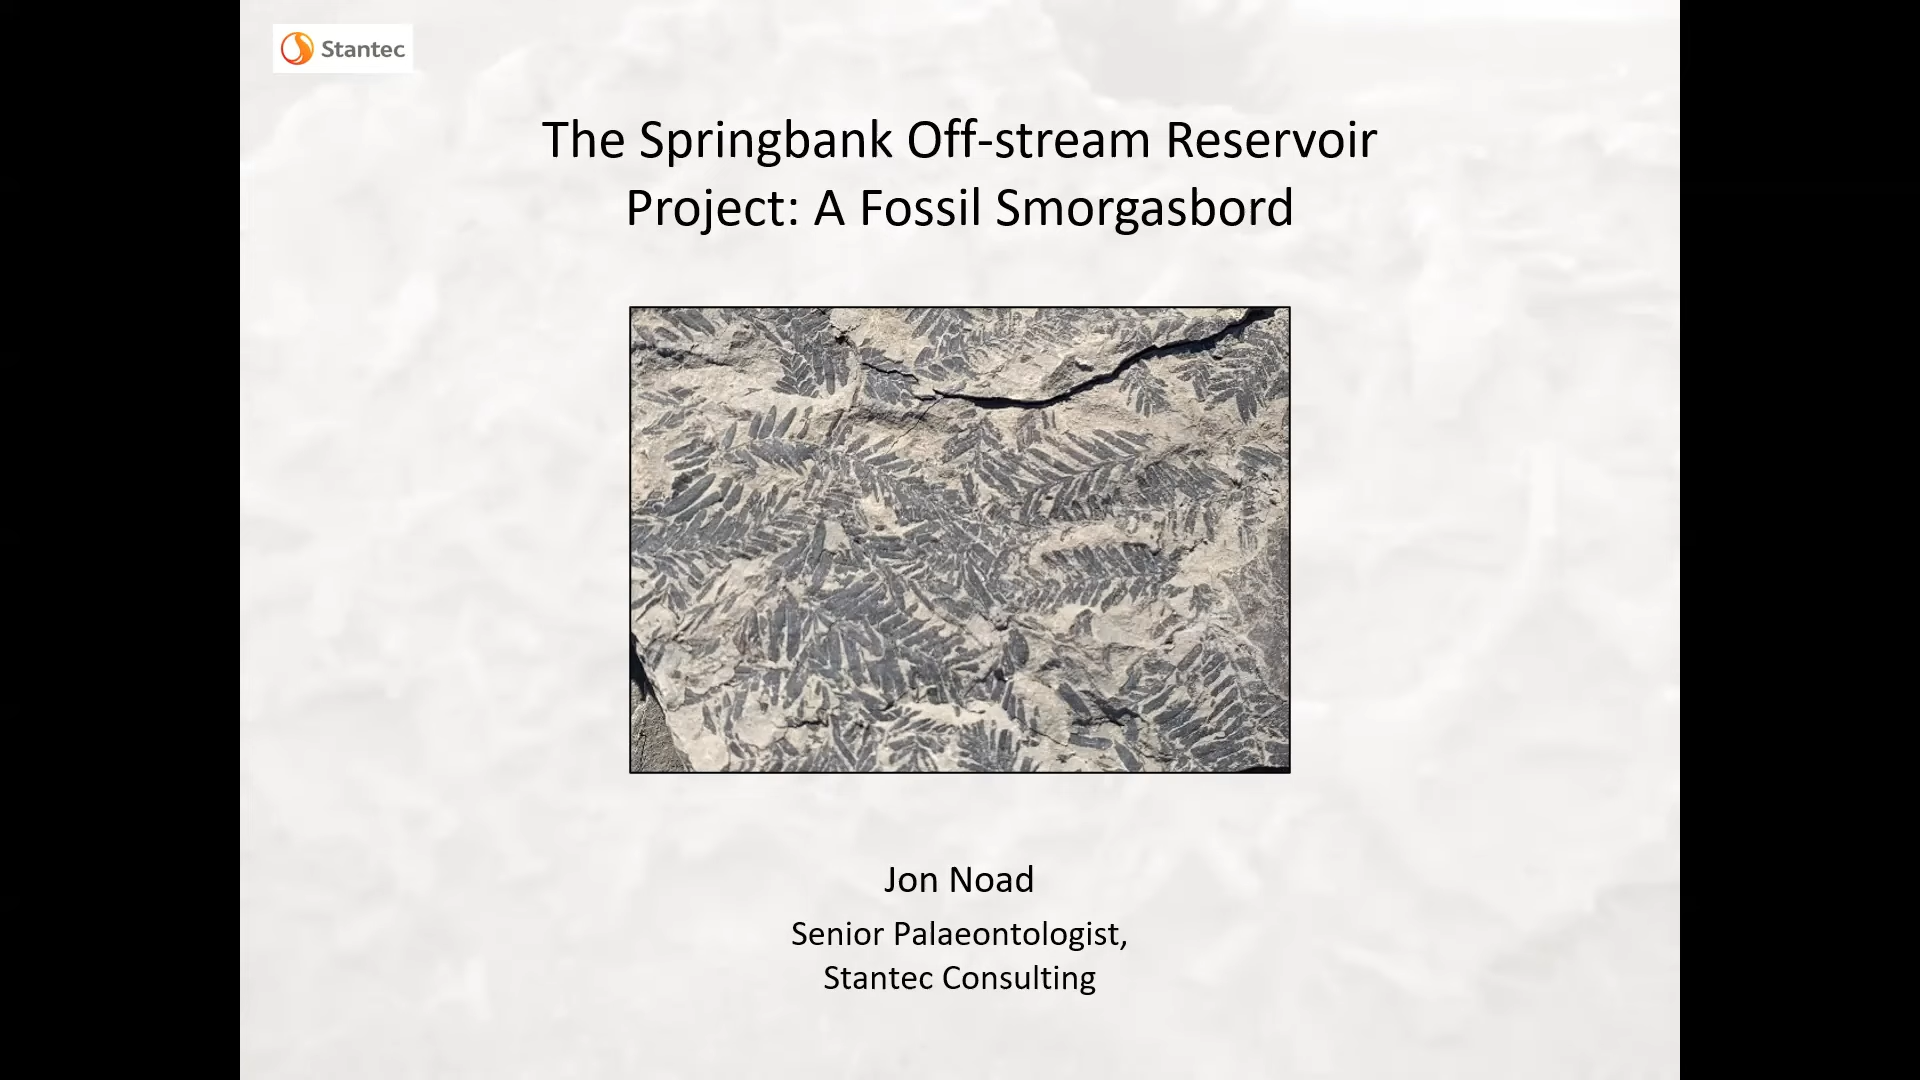 Stantec
The Springbank Off-stream Reservoir
Project: A Fossil Smorgasbord
Jon Noad
Senior Palaeontologist,
Stantec Consulting